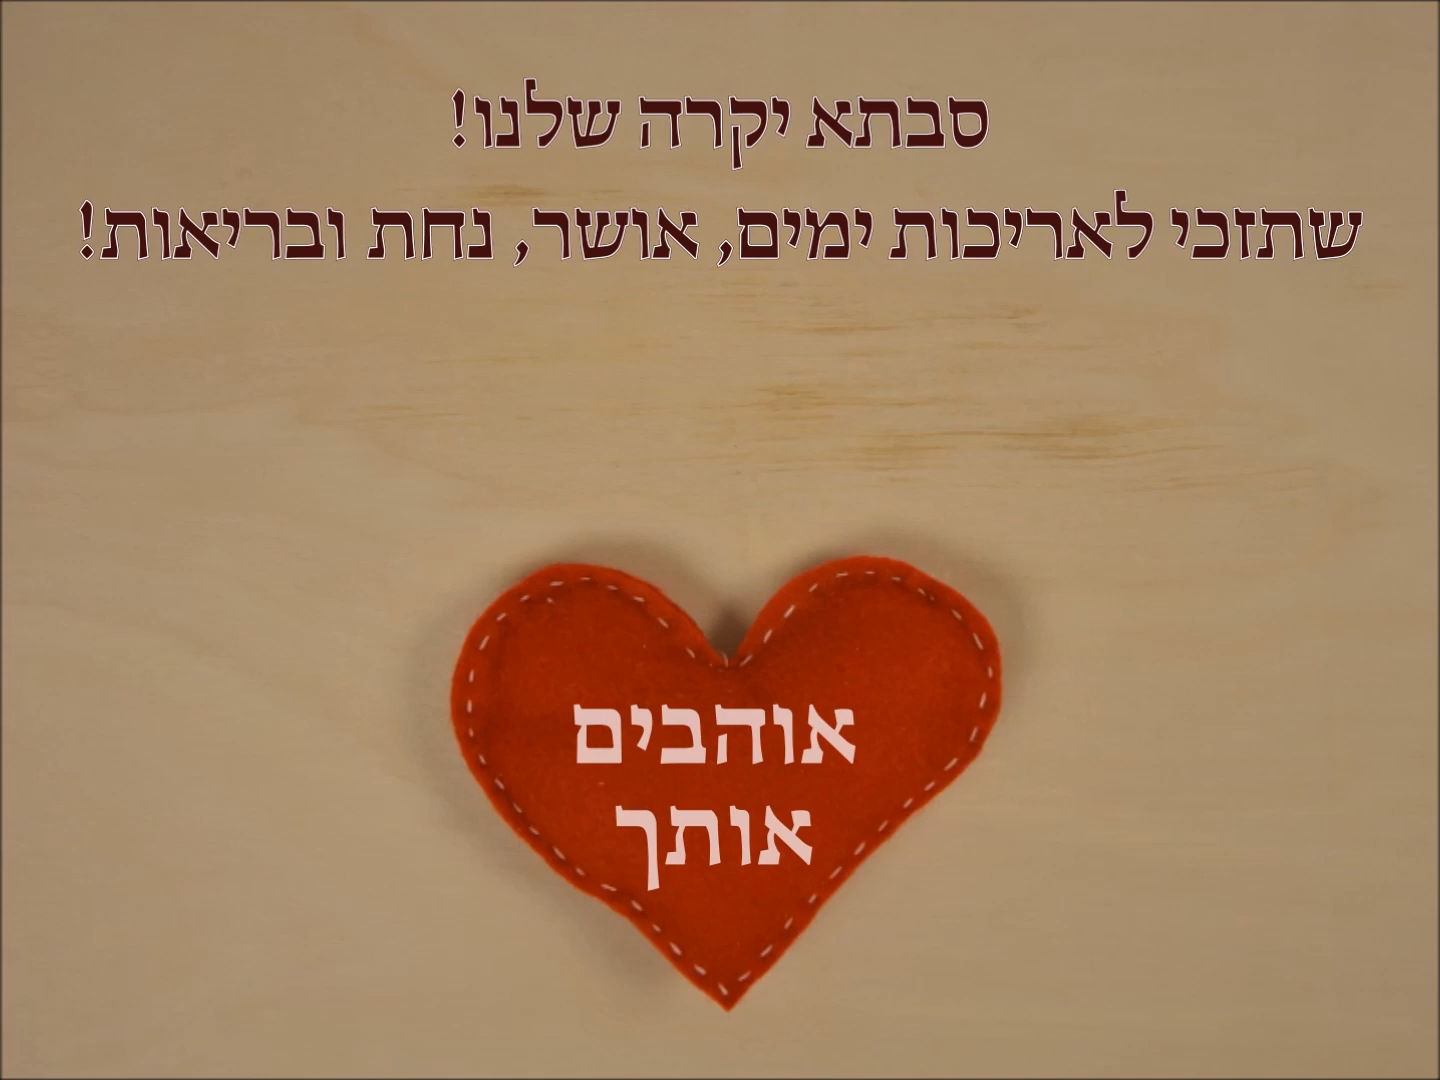 סבתא יקרה שלנו!
שתזכי לאריכות ימים, אושר, נחת ובריאות!
אוהבים
אותך